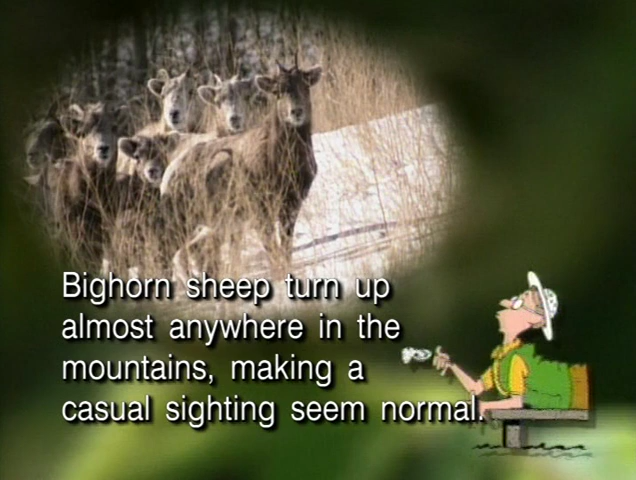 Bighorn sheep turn up
almost anywhere in the
mountains, making a
casual sighting seem normal.